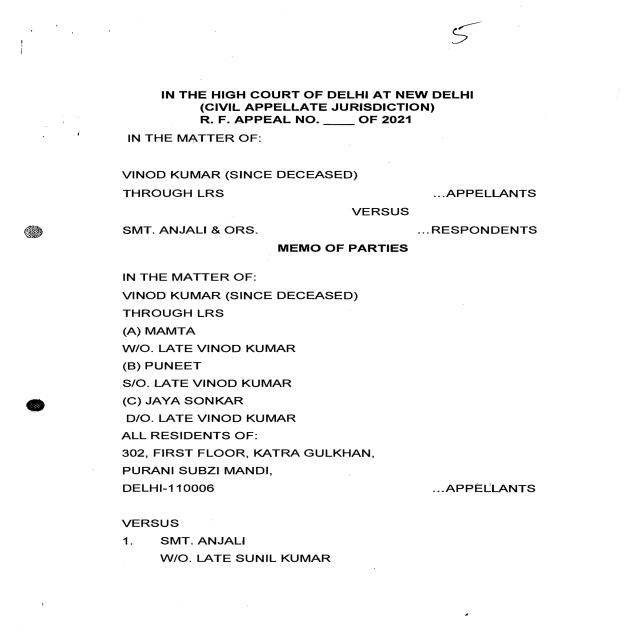 5
IN THE HIGH COURT OF DELHI AT NEW DELHI
(CIVIL APPELLATE JURISDICTION)
R. F. APPEAL NO. ____ OF 2021
IN THE MATTER OF:
VINOD KUMAR (SINCE DECEASED)
THROUGH LRS ...APPELLANTS
VERSUS
SMT. ANJALI & ORS. ...RESPONDENTS
MEMO OF PARTIES
IN THE MATTER OF:
VINOD KUMAR (SINCE DECEASED)
THROUGH LRS
(A) MAMTA
W/O. LATE VINOD KUMAR
(B) PUNEET
S/O. LATE VINOD KUMAR
(C) JAYA SONKAR
D/O. LATE VINOD KUMAR
ALL RESIDENTS OF:
302, FIRST FLOOR, KATRA GULKHAN,
PURANI SUBZI MANDI,
DELHI-110006 ...APPELLANTS
VERSUS
1. SMT. ANJALI
W/O. LATE SUNIL KUMAR